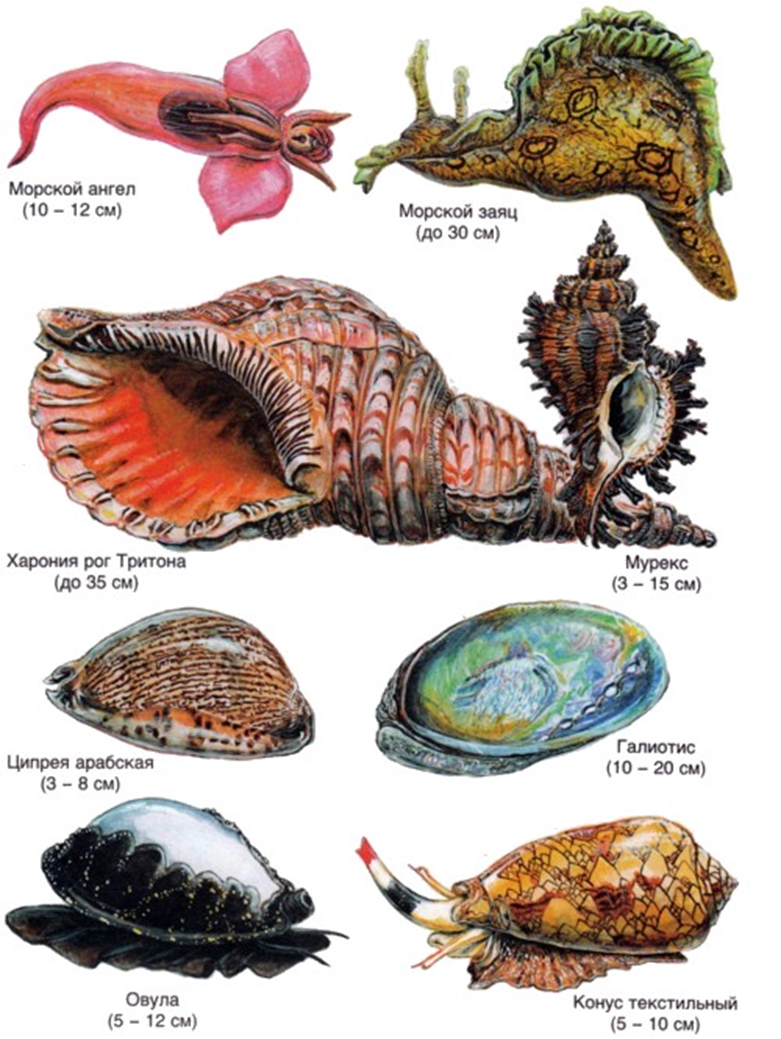 Морской ангел
(10 – 12 см)
Морской заяц
(до 30 см)
Харония рог Тритона
(до 35 см)
Мурекс
(3 – 15 см)
Ципрея арабская
(3 – 8 см)
Галиотис
(10 – 20 см)
Овула
(5 – 12 см)
Конус текстильный
(5 – 10 см)